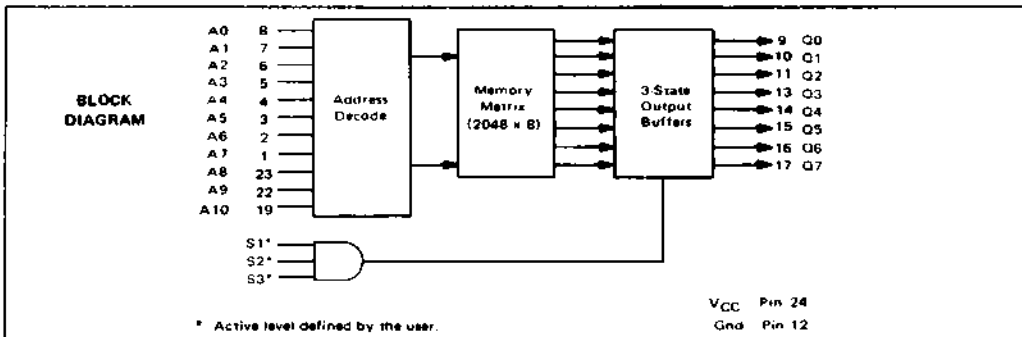 BLOCK
DIAGRAM
A0 8
A1 7
A2 6
A3 5
A4 4
A5 3
A6 2
A7 1
A8 23
A9 22
A10 19
Address
Decode
Memory
Matrix
(2048 x 8)
3-State
Output
Buffers
9 Q0
10 Q1
11 Q2
13 Q3
14 Q4
15 Q5
16 Q6
17 Q7
S1*
S2*
S3*
* Active level defined by the user.
VCC Pin 24
Gnd Pin 12